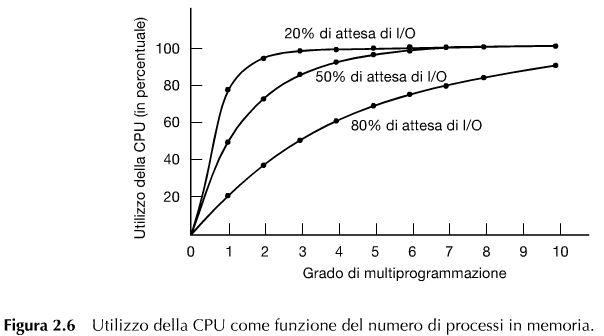 20% di attesa di I/O
50% di attesa di I/O
80% di attesa di I/O
Utilizzo della CPU (in percentuale)
100
80
60
40
20
0 1 2 3 4 5 6 7 8 9 10
Grado di multiprogrammazione
Figura 2.6 Utilizzo della CPU come funzione del numero di processi in memoria.